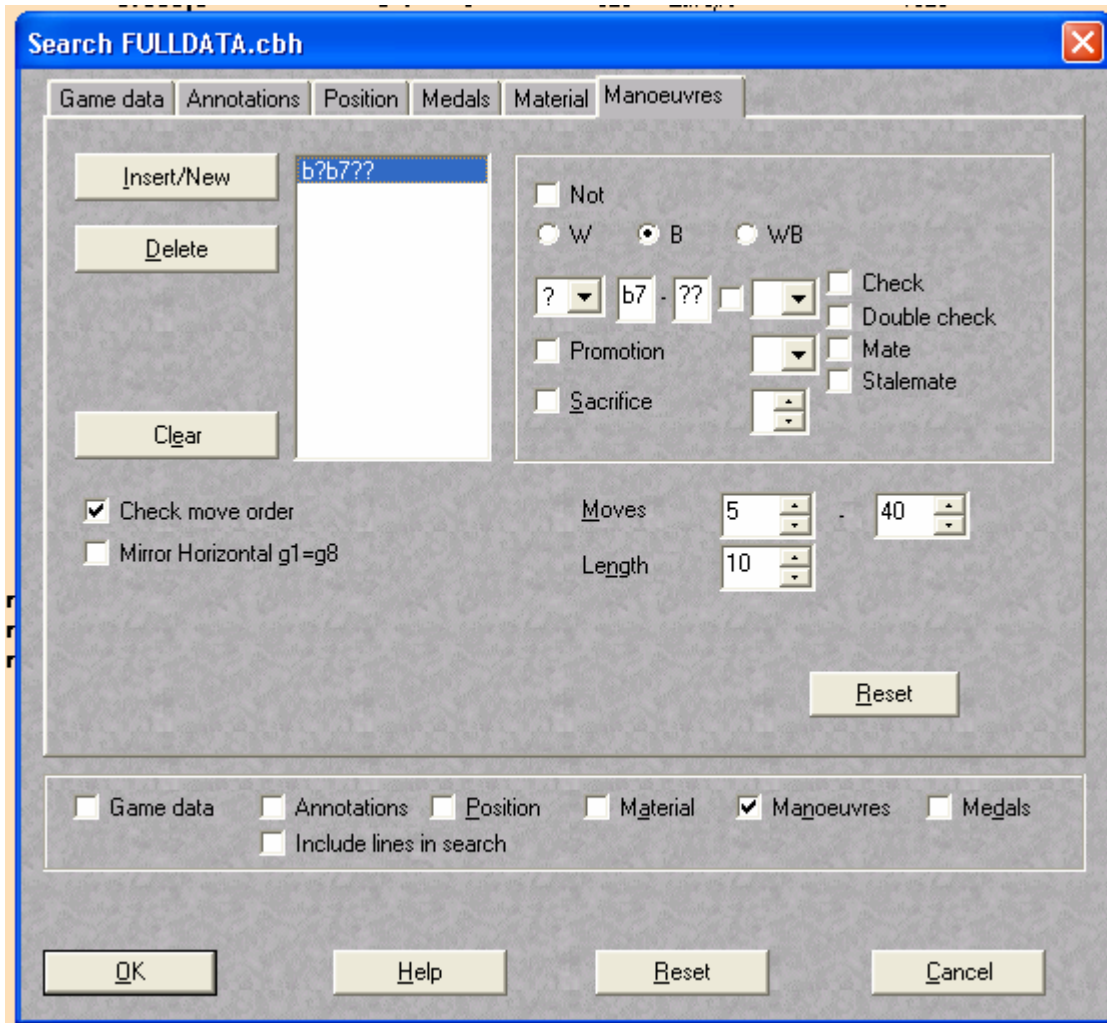 Search FULLDATA.cbh
Game data Annotations Position Medals Material Manoeuvres
Insert/New
b?b7??
Not
Delete
W B WB
? b7 - ??
Check
Double check
Promotion
Mate
Sacrifice
Stalemate
Clear
Check move order
Moves 5 - 40
Mirror Horizontal g1=g8
Length 10
r
r
r
Reset
Game data Annotations Position Material Manoeuvres Medals
Include lines in search
OK Help Reset Cancel